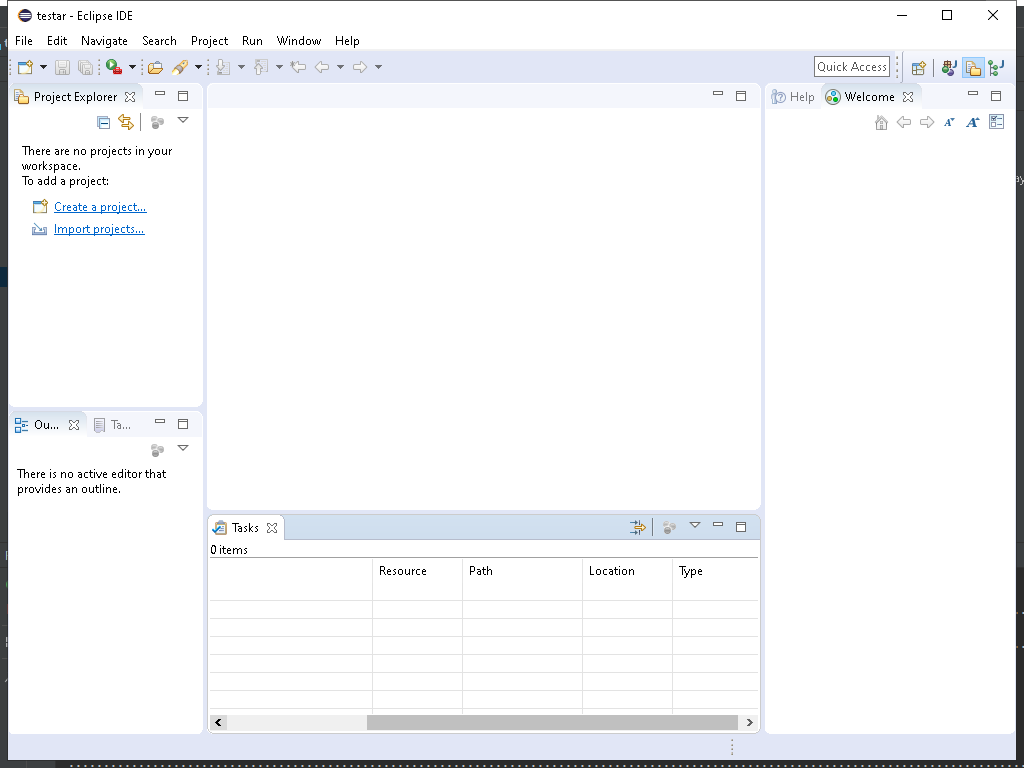 testar - Eclipse IDE
File Edit Navigate Search Project Run Window Help
Quick Access
Project Explorer
Help Welcome
There are no projects in your
workspace.
To add a project:
Create a project...
Import projects...
Ou... Ta...
There is no active editor that
provides an outline.
Tasks
0 items
Resource Path Location Type